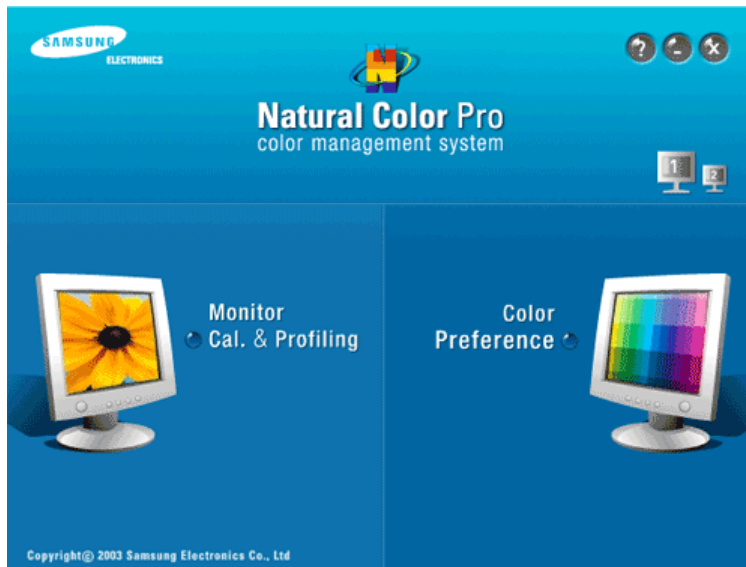 SAMSUNG
ELECTRONICS
N
Natural Color Pro
color management system
? - x
1 2
Monitor
Cal. & Profiling
Color
Preference
Copyright© 2003 Samsung Electronics Co., Ltd